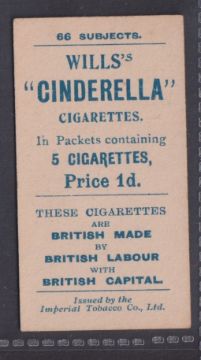 66 SUBJECTS.
WILLS'S
"CINDERELLA"
CIGARETTES.
In Packets containing
5 CIGARETTES,
Price 1d.
THESE CIGARETTES
ARE
BRITISH MADE
BY
BRITISH LABOUR
WITH
BRITISH CAPITAL.
Issued by the
Imperial Tobacco Co., Ltd.